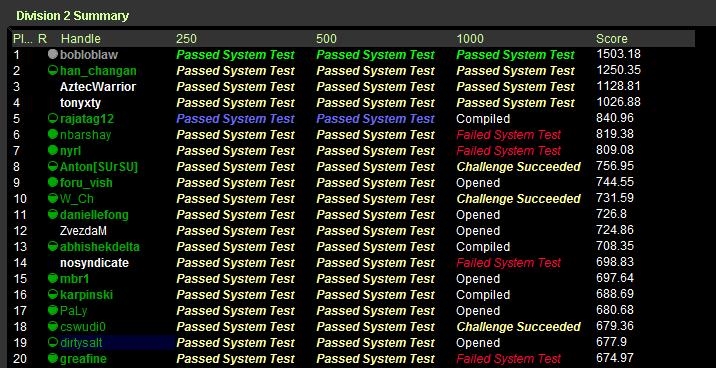 Division 2 Summary
Pl... R Handle 250 500 1000 Score
1 bobloblaw Passed System Test Passed System Test Passed System Test 1503.18
2 han_changan Passed System Test Passed System Test Passed System Test 1250.35
3 AztecWarrior Passed System Test Passed System Test Passed System Test 1128.81
4 tonyxty Passed System Test Passed System Test Passed System Test 1026.88
5 rajatag12 Passed System Test Passed System Test Compiled 840.96
6 nbarshay Passed System Test Passed System Test Failed System Test 819.38
7 nyrl Passed System Test Passed System Test Failed System Test 809.08
8 Anton[SUrSU] Passed System Test Passed System Test Challenge Succeeded 756.95
9 foru_vish Passed System Test Passed System Test Opened 744.55
10 W_Ch Passed System Test Passed System Test Challenge Succeeded 731.59
11 daniellefong Passed System Test Passed System Test Opened 726.8
12 ZvezdaM Passed System Test Passed System Test Opened 724.86
13 abhishekdelta Passed System Test Passed System Test Compiled 708.35
14 nosyndicate Passed System Test Passed System Test Failed System Test 698.83
15 mbr1 Passed System Test Passed System Test Opened 697.64
16 karpinski Passed System Test Passed System Test Compiled 688.69
17 PaLy Passed System Test Passed System Test Opened 680.68
18 cswudi0 Passed System Test Passed System Test Challenge Succeeded 679.36
19 dirtysalt Passed System Test Passed System Test Opened 677.9
20 greafine Passed System Test Passed System Test Failed System Test 674.97